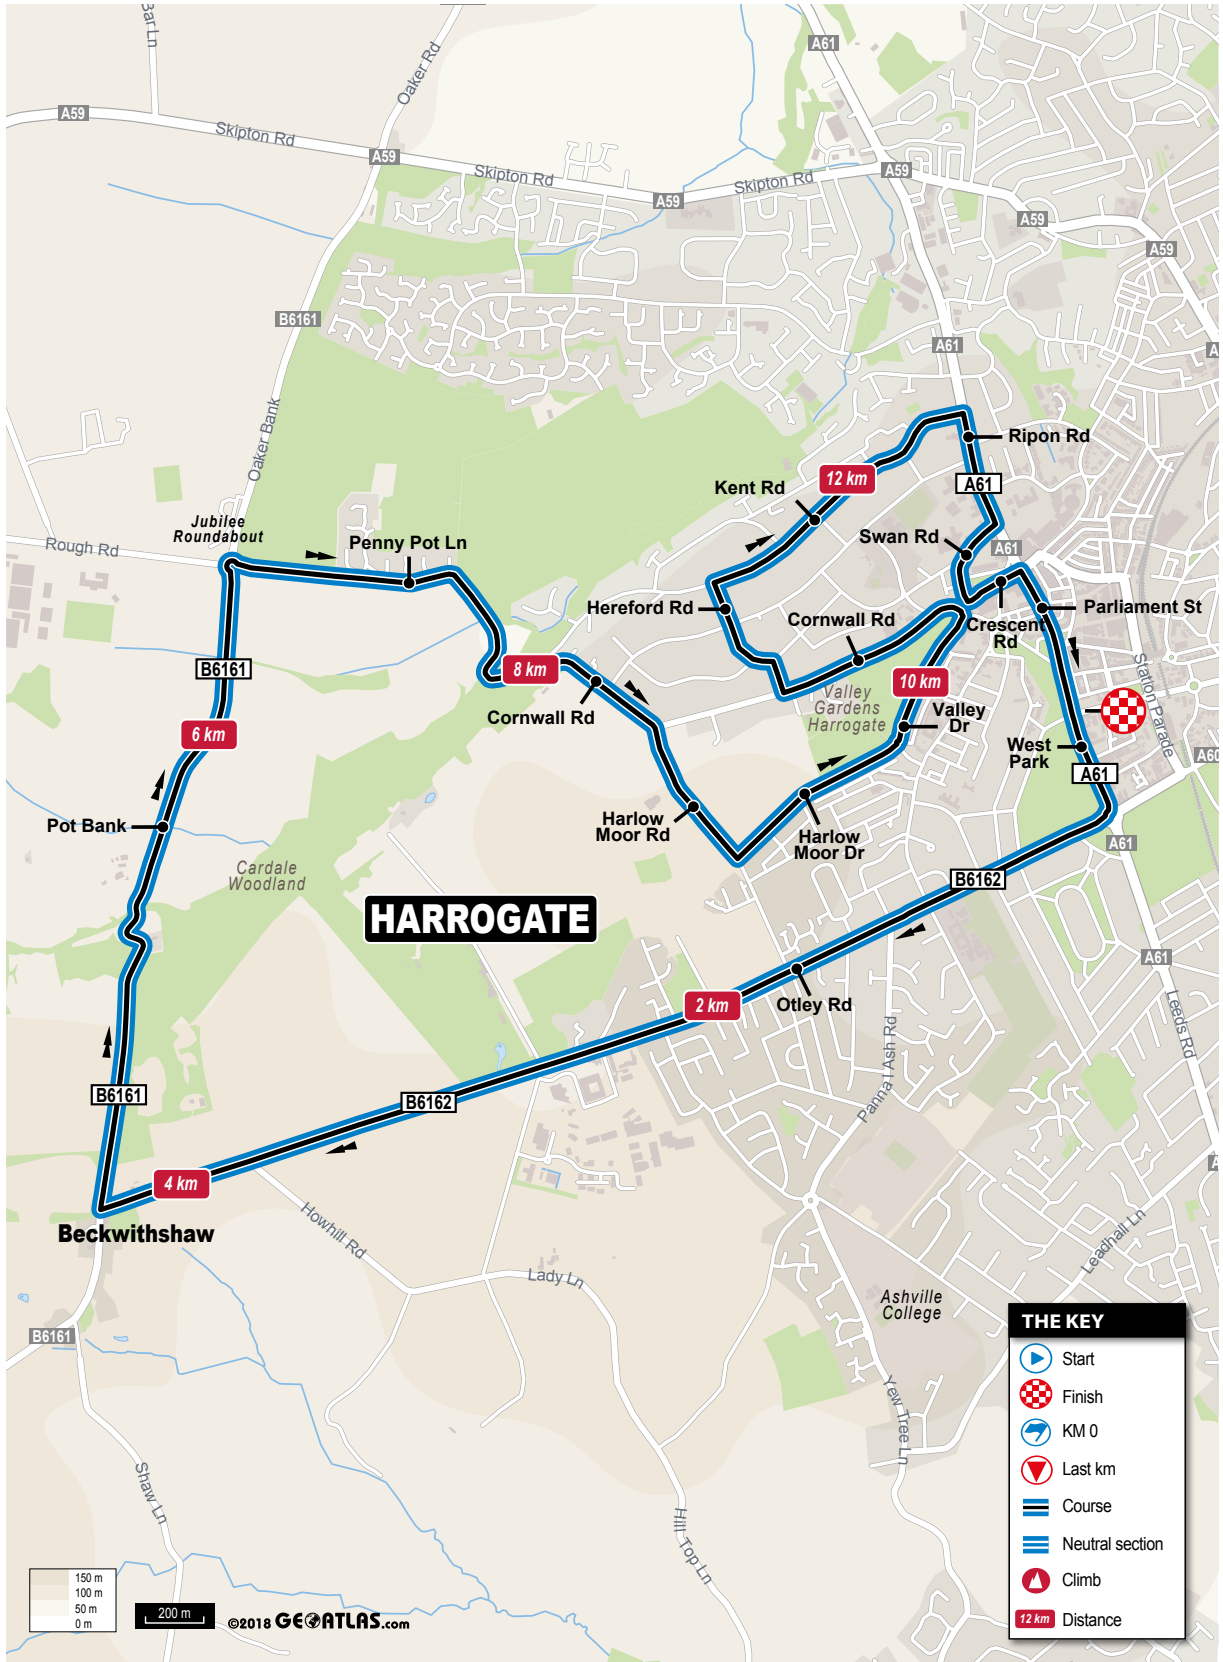 Bar Ln
A61
Oaker Rd
A59
Skipton Rd
A59
Skipton Rd
A59
Skipton Rd
A59
A59
A59
B6161
A61
Oaker Bank
Ripon Rd
12 km
A61
Kent Rd
Jubilee
Roundabout
Rough Rd
Penny Pot Ln
Swan Rd
A61
Hereford Rd
Cornwall Rd
Crescent
Rd
Parliament St
B6161
8 km
10 km
Valley
Gardens
Harrogate
Station Parade
Cornwall Rd
Valley
Dr
6 km
West
Park
A61
A60
Pot Bank
Harlow
Moor Rd
Harlow
Moor Dr
A61
Cardale
Woodland
B6162
HARROGATE
A61
2 km
Otley Rd
Leeds Rd
Panna l Ash Rd
B6161
B6162
4 km
Beckwithshaw
Howhill Rd
Lady Ln
Leadhall Ln
Ashville
College
B6161
Yew Tree Ln
Shaw Ln
Hill Top Ln
THE KEY
Start
Finish
KM 0
Last km
Course
Neutral section
Climb
12 km Distance
150 m
100 m
50 m
0 m
200 m
©2018 GEOATLAS.com